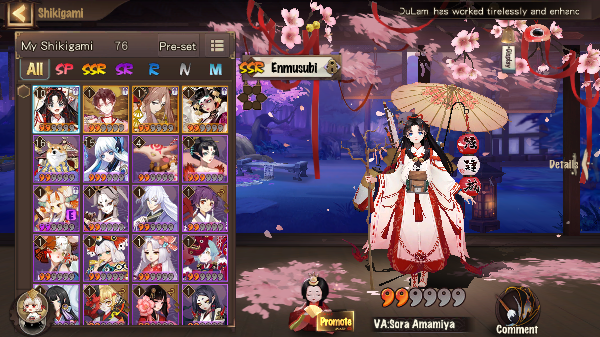 Shikigami
DuLam has worked tirelessly and enhanc
My Shikigami 76 Pre-set
All SP SSR SR R N M
SSR Enmusubi
Display
Details
Promote
VA:Sora Amamiya
Comment